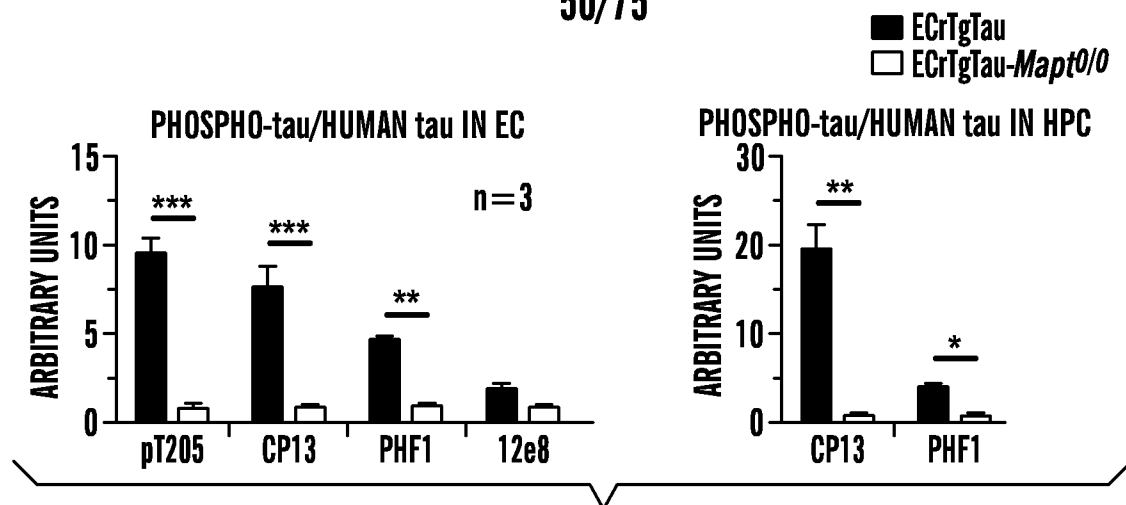 50/75
ECrTgTau
ECrTgTau-Mapt0/0
PHOSPHO-tau/HUMAN tau IN EC
ARBITRARY UNITS
15
10
5
0
n=3
***
***
**
pT205 CP13 PHF1 12e8
PHOSPHO-tau/HUMAN tau IN HPC
ARBITRARY UNITS
30
20
10
0
**
*
CP13 PHF1